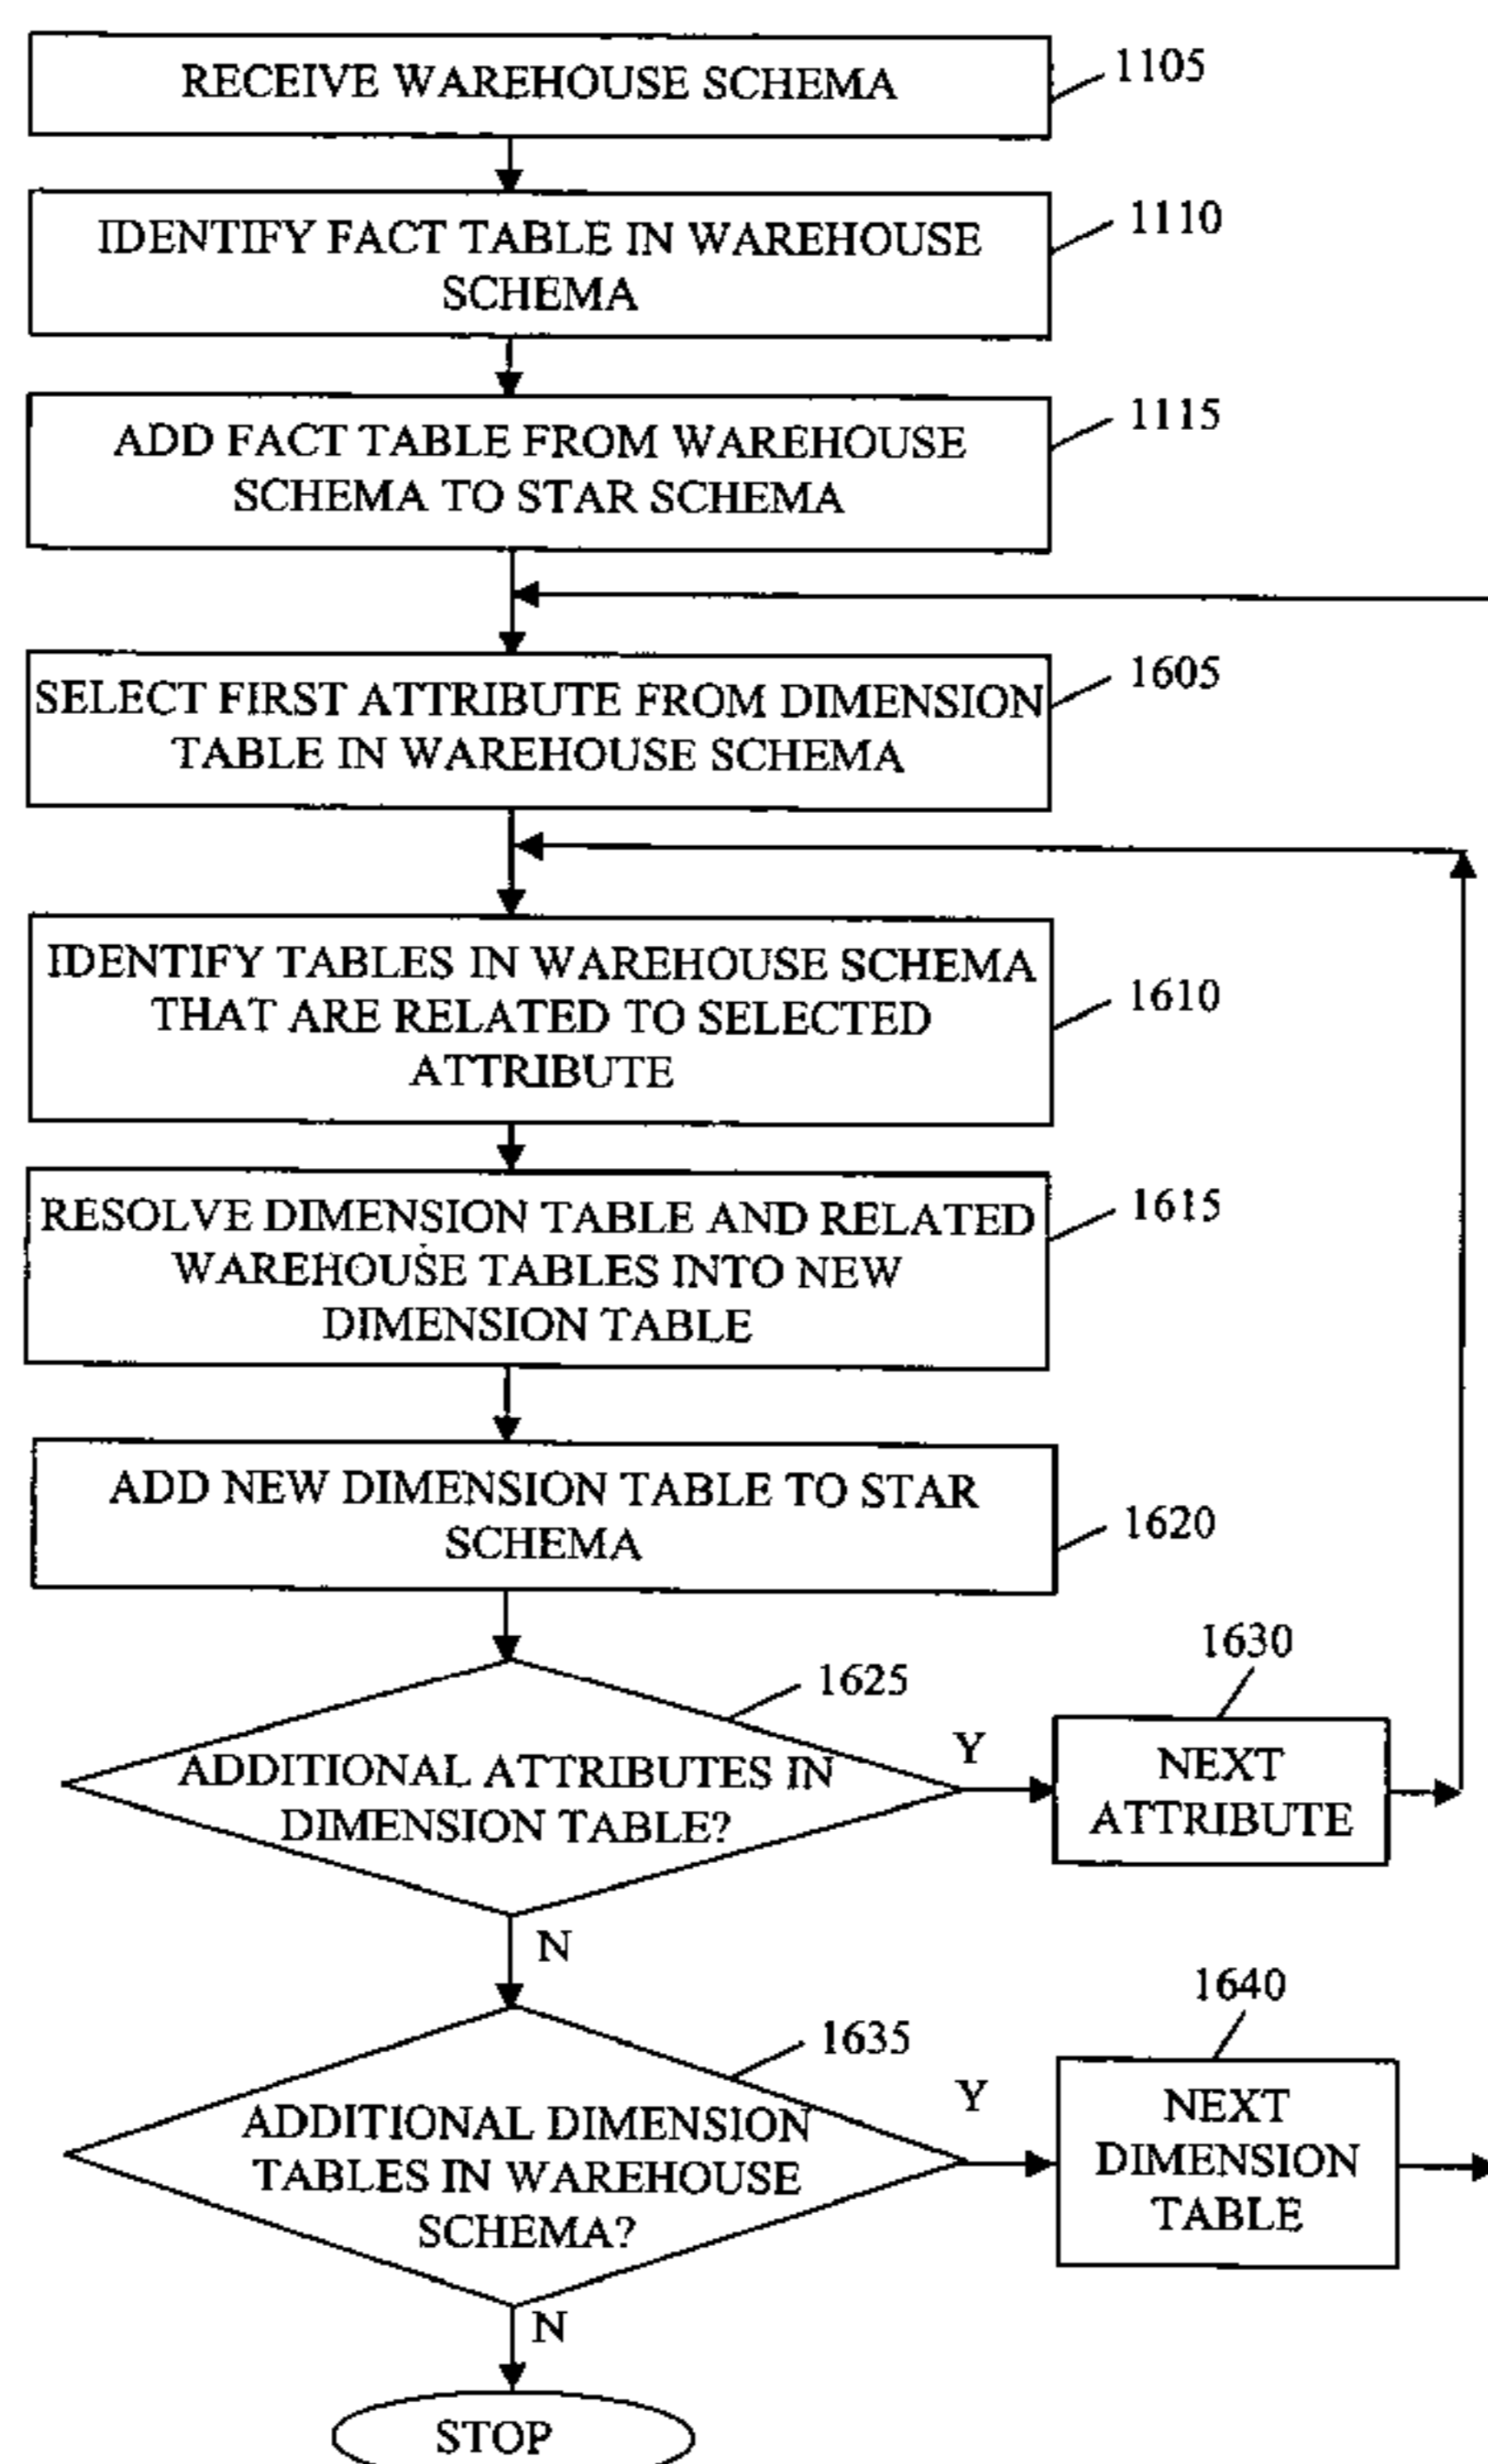 RECEIVE WAREHOUSE SCHEMA
1105
IDENTIFY FACT TABLE IN WAREHOUSE
SCHEMA
1110
ADD FACT TABLE FROM WAREHOUSE
SCHEMA TO STAR SCHEMA
1115
SELECT FIRST ATTRIBUTE FROM DIMENSION
TABLE IN WAREHOUSE SCHEMA
1605
IDENTIFY TABLES IN WAREHOUSE SCHEMA
THAT ARE RELATED TO SELECTED
ATTRIBUTE
1610
RESOLVE DIMENSION TABLE AND RELATED
WAREHOUSE TABLES INTO NEW
DIMENSION TABLE
1615
ADD NEW DIMENSION TABLE TO STAR
SCHEMA
1620
ADDITIONAL ATTRIBUTES IN
DIMENSION TABLE?
1625
Y
NEXT
ATTRIBUTE
1630
N
ADDITIONAL DIMENSION
TABLES IN WAREHOUSE
SCHEMA?
1635
Y
NEXT
DIMENSION
TABLE
1640
N
STOP